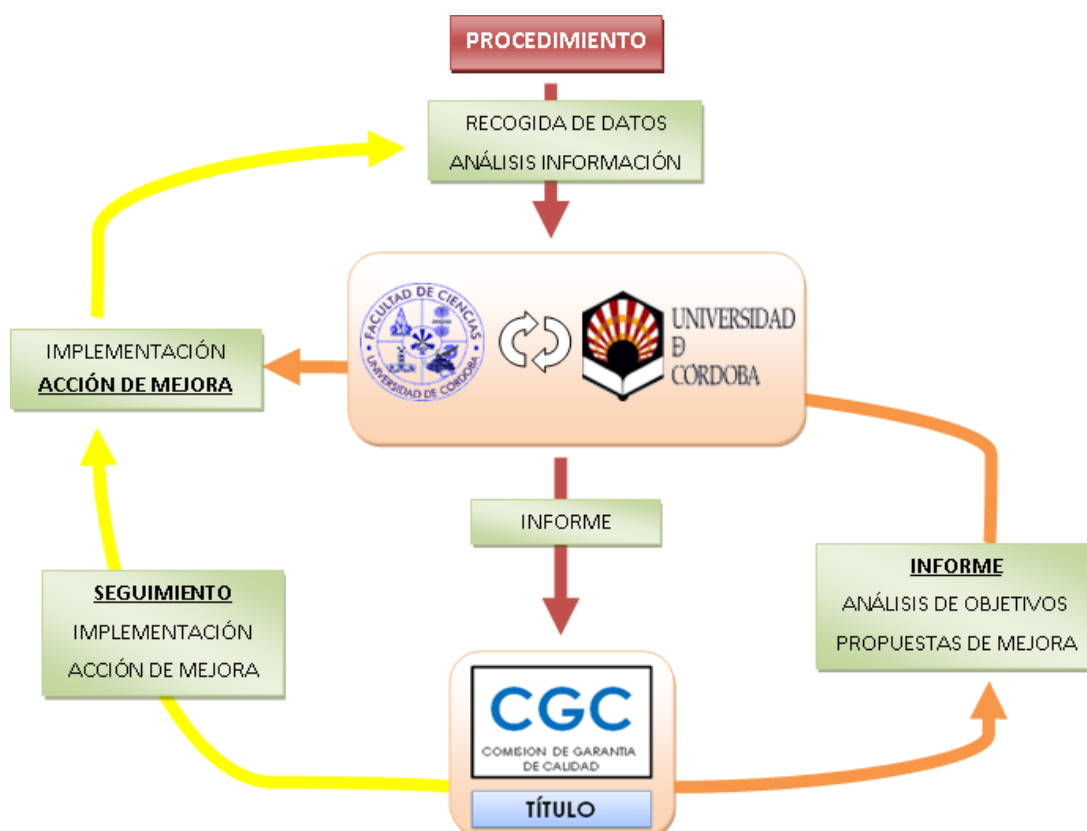 PROCEDIMIENTO
RECOGIDA DE DATOS
ANÁLISIS INFORMACIÓN
FACULTAD DE CIENCIAS
UNIVERSIDAD DE CÓRDOBA
UNIVERSIDAD
Ð
CÓRDOBA
IMPLEMENTACIÓN
ACCIÓN DE MEJORA
INFORME
INFORME
ANÁLISIS DE OBJETIVOS
PROPUESTAS DE MEJORA
SEGUIMIENTO
IMPLEMENTACIÓN
ACCIÓN DE MEJORA
CGC
COMISION DE GARANTIA
DE CALIDAD
TÍTULO